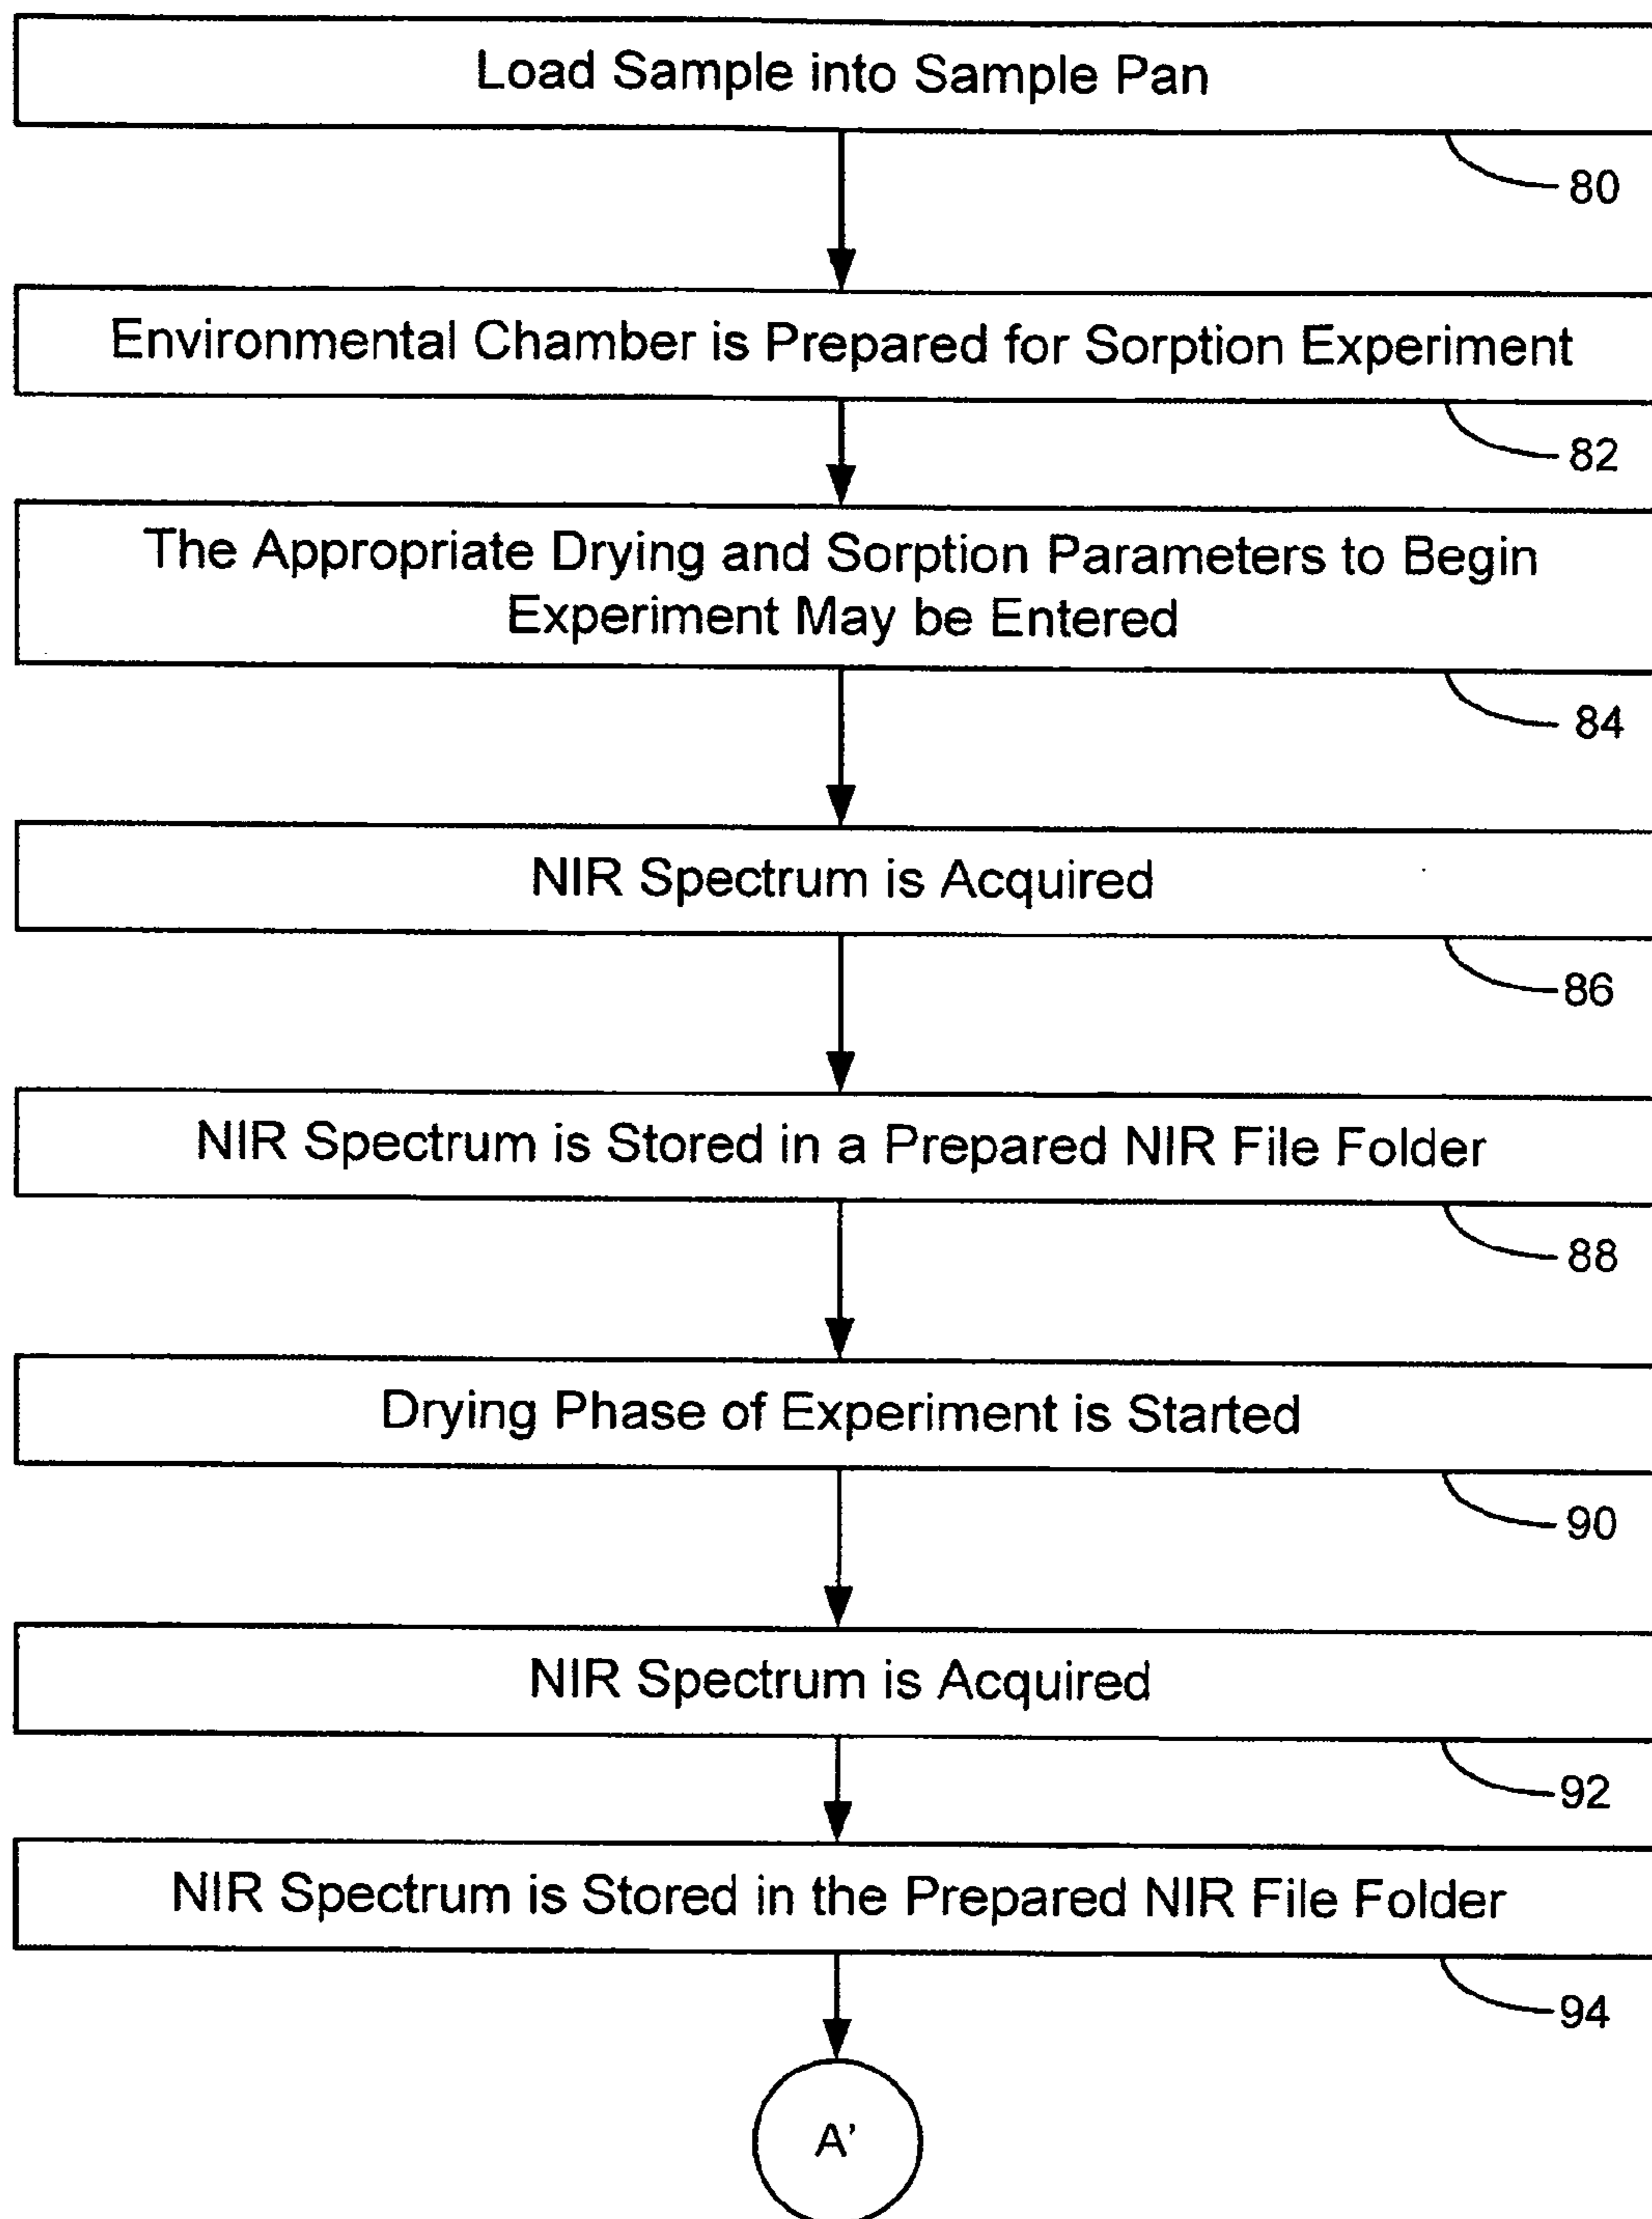 Load Sample into Sample Pan
80
Environmental Chamber is Prepared for Sorption Experiment
82
The Appropriate Drying and Sorption Parameters to Begin
Experiment May be Entered
84
NIR Spectrum is Acquired
86
NIR Spectrum is Stored in a Prepared NIR File Folder
88
Drying Phase of Experiment is Started
90
NIR Spectrum is Acquired
92
NIR Spectrum is Stored in the Prepared NIR File Folder
94
A'